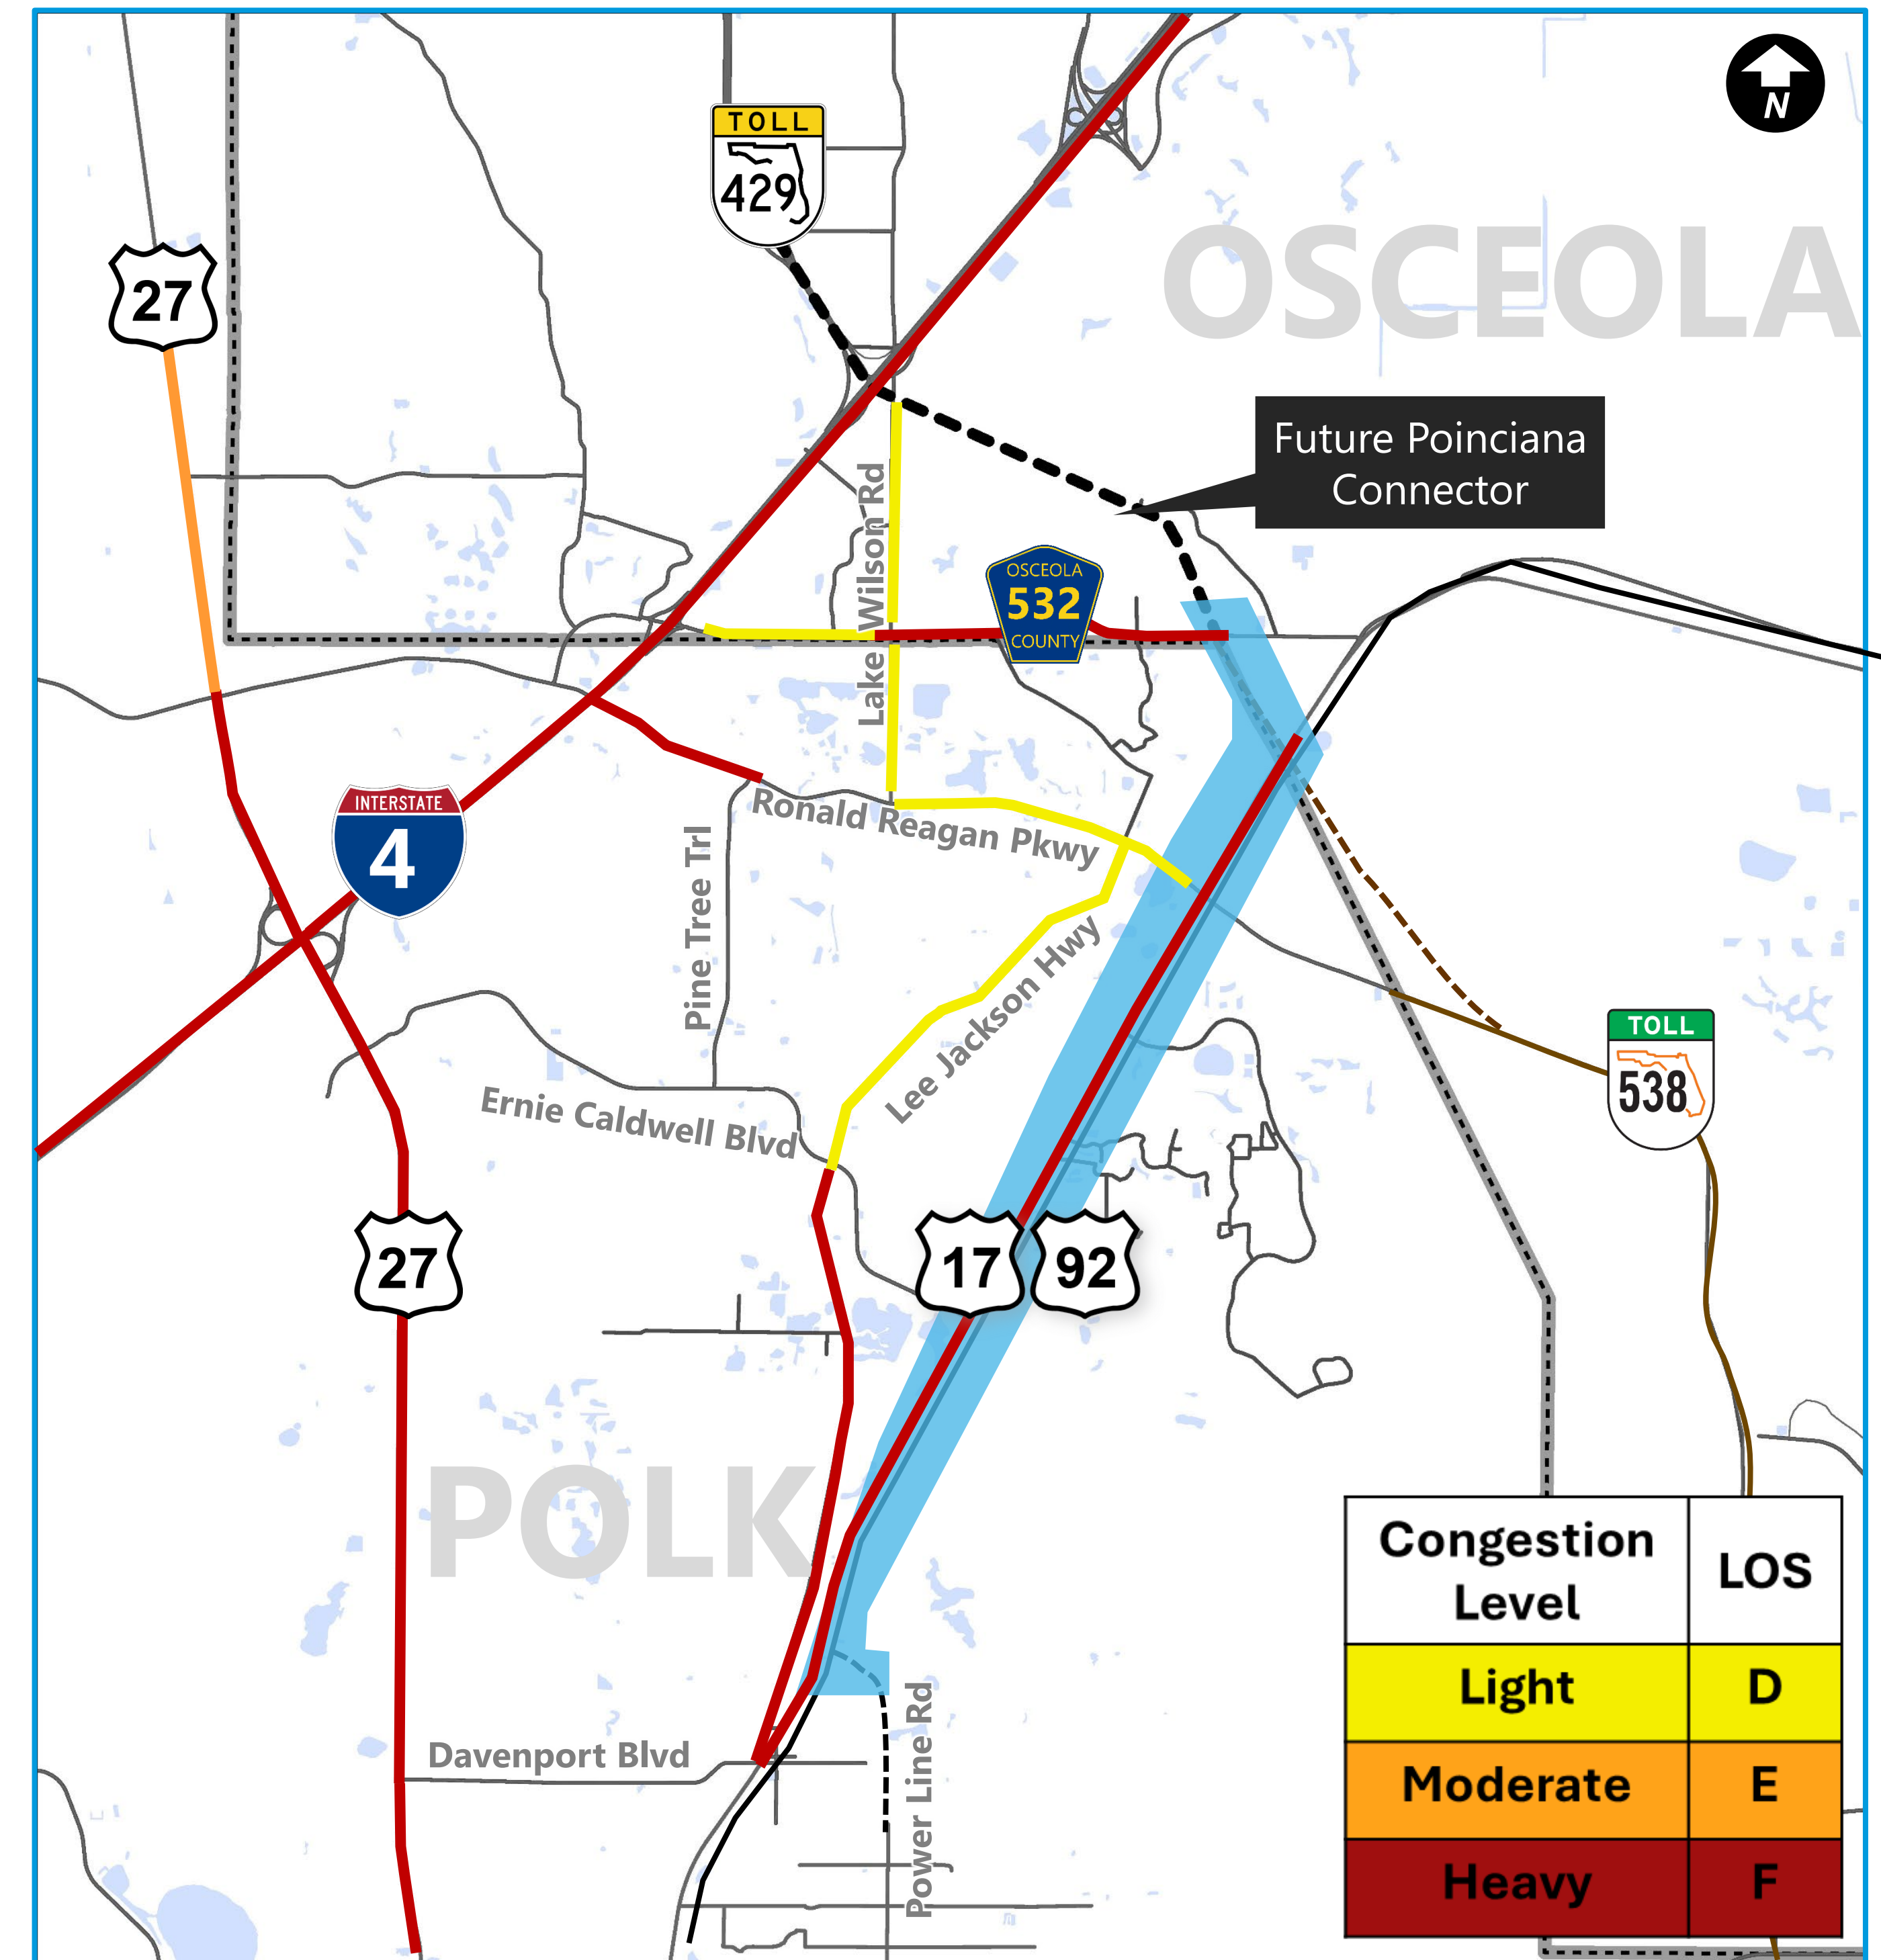 N
TOLL
429
OSCEOLA
27
Future Poinciana
Connector
Lake Wilson Rd
OSCEOLA
532
COUNTY
INTERSTATE
4
Ronald Reagan Pkwy
Pine Tree Trl
Lee Jackson Hwy
TOLL
538
Ernie Caldwell Blvd
27
17
92
POLK
Congestion
Level
LOS
Light D
Moderate E
Heavy F
Davenport Blvd
Power Line Rd